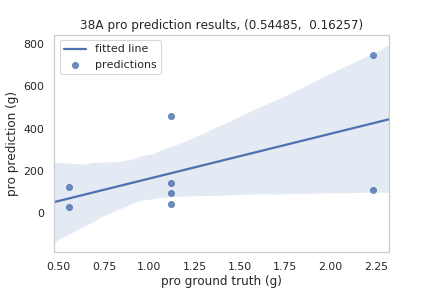 38A pro prediction results, (0.54485,  0.16257)
fitted line
predictions
800
600
400
200
0
pro prediction (g)
0.50 0.75 1.00 1.25 1.50 1.75 2.00 2.25
pro ground truth (g)